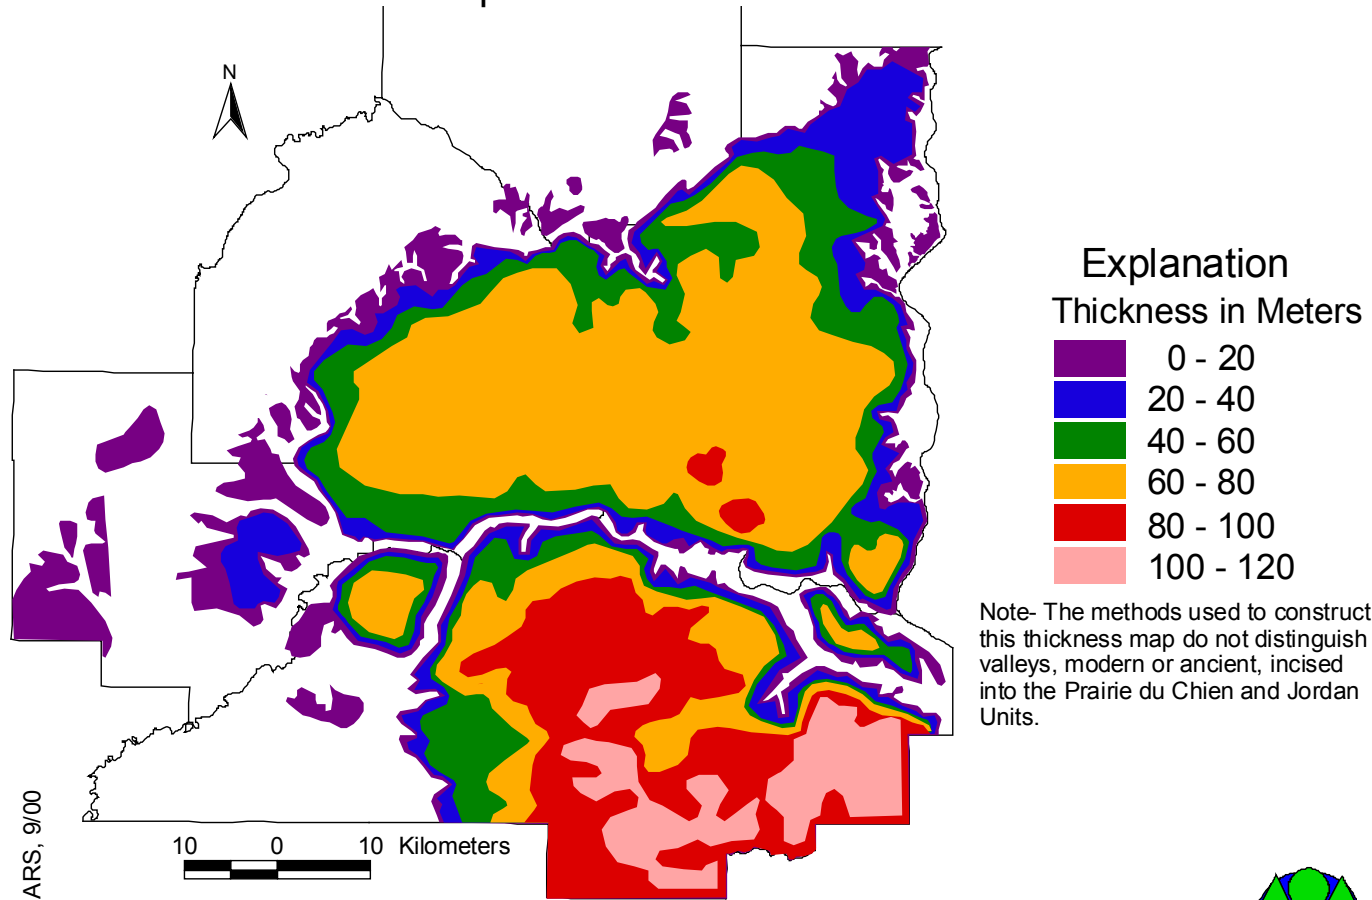 N
Explanation
Thickness in Meters
0 - 20
20 - 40
40 - 60
60 - 80
80 - 100
100 - 120
Note- The methods used to construct
this thickness map do not distinguish
valleys, modern or ancient, incised
into the Prairie du Chien and Jordan
Units.
ARS, 9/00
10 0 10 Kilometers